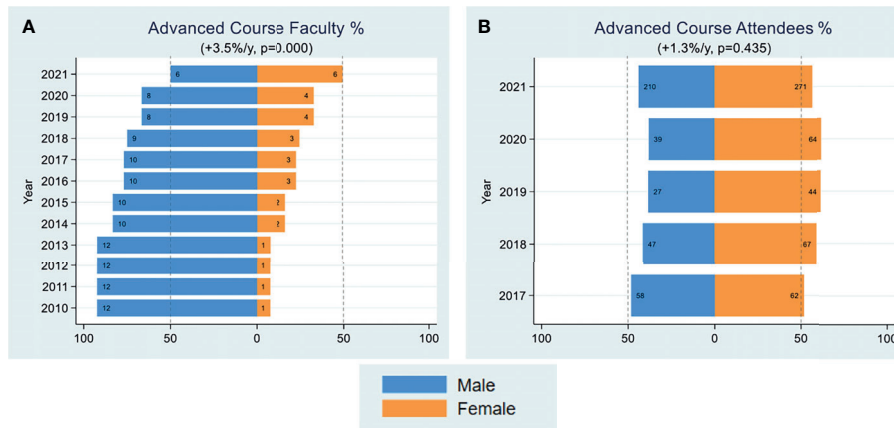 A
Advanced Course Faculty %
(+3.5%/y, p=0.000)
Year
2021 6 6
2020 8 4
2019 8 4
2018 9 3
2017 10 3
2016 10 3
2015 10 2
2014 10 2
2013 12 1
2012 12 1
2011 12 1
2010 12 1
100 50 0 50 100
B
Advanced Course Attendees %
(+1.3%/y, p=0.435)
Year
2021 210 271
2020 39 64
2019 27 44
2018 47 67
2017 58 62
100 50 0 50 100
Male
Female